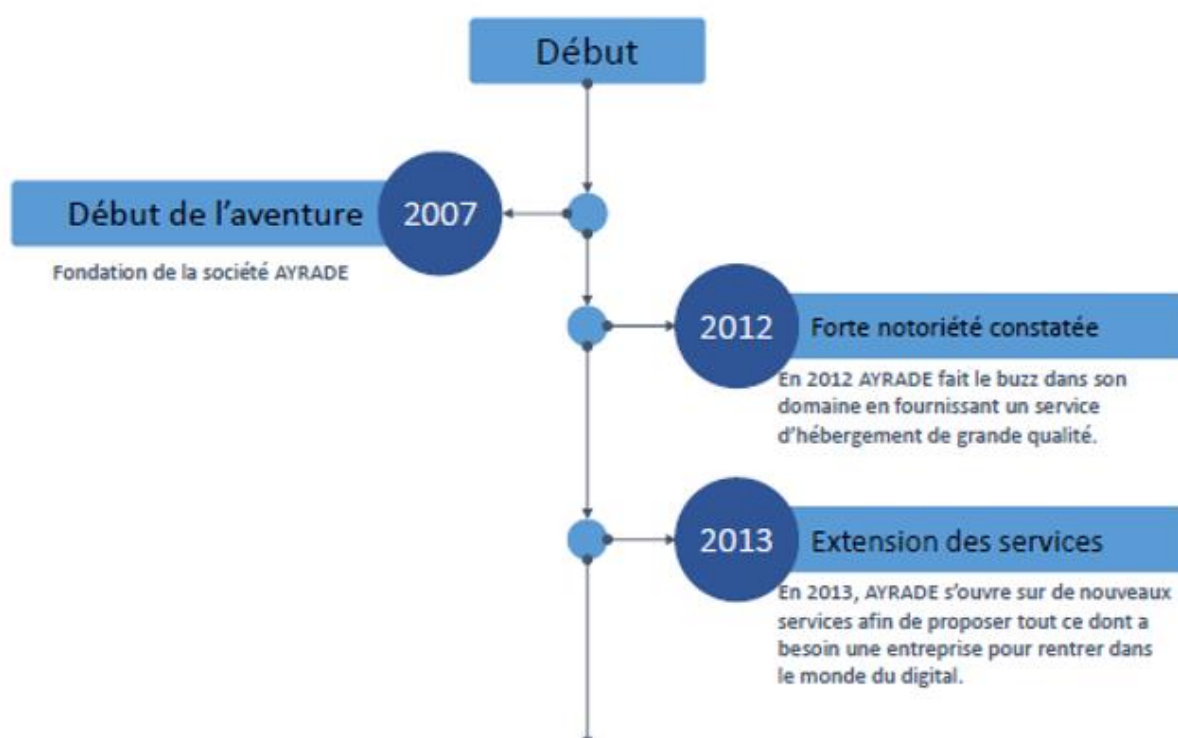 Début
Début de l'aventure
2007
Fondation de la société AYRADE
2012
Forte notoriété constatée
En 2012 AYRADE fait le buzz dans son
domaine en fournissant un service
d'hébergement de grande qualité.
2013
Extension des services
En 2013, AYRADE s'ouvre sur de nouveaux
services afin de proposer tout ce dont a
besoin une entreprise pour rentrer dans
le monde du digital.